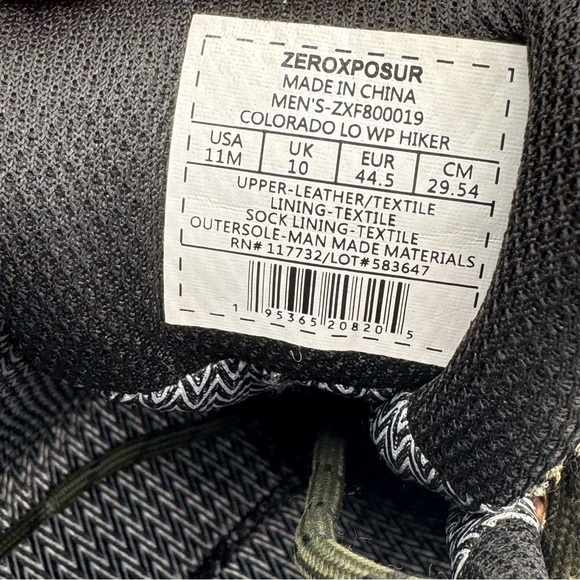 ZEROXPOSUR
MADE IN CHINA
MEN'S-ZXF800019
COLORADO LO WP HIKER
USA UK EUR CM
11M 10 44.5 29.54
UPPER-LEATHER/TEXTILE
LINING-TEXTILE
SOCK LINING-TEXTILE
OUTERSOLE-MAN MADE MATERIALS
RN# 117732/LOT#583647
1 95365 20820 5